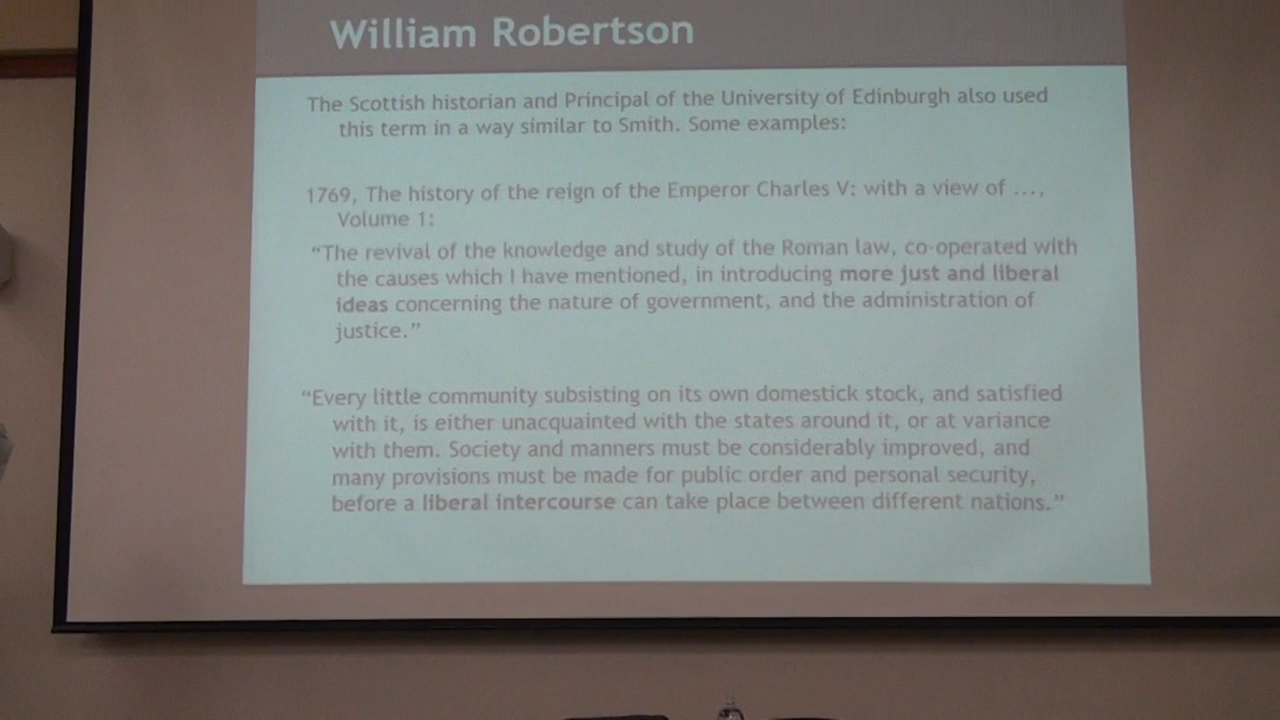 William Robertson
The Scottish historian and Principal of the University of Edinburgh also used
this term in a way similar to Smith. Some examples:
1769, The history of the reign of the Emperor Charles V: with a view of ...,
Volume 1:
“The revival of the knowledge and study of the Roman law, co-operated with
the causes which I have mentioned, in introducing more just and liberal
ideas concerning the nature of government, and the administration of
justice.”
“Every little community subsisting on its own domestick stock, and satisfied
with it, is either unacquainted with the states around it, or at variance
with them. Society and manners must be considerably improved, and
many provisions must be made for public order and personal security,
before a liberal intercourse can take place between different nations.”